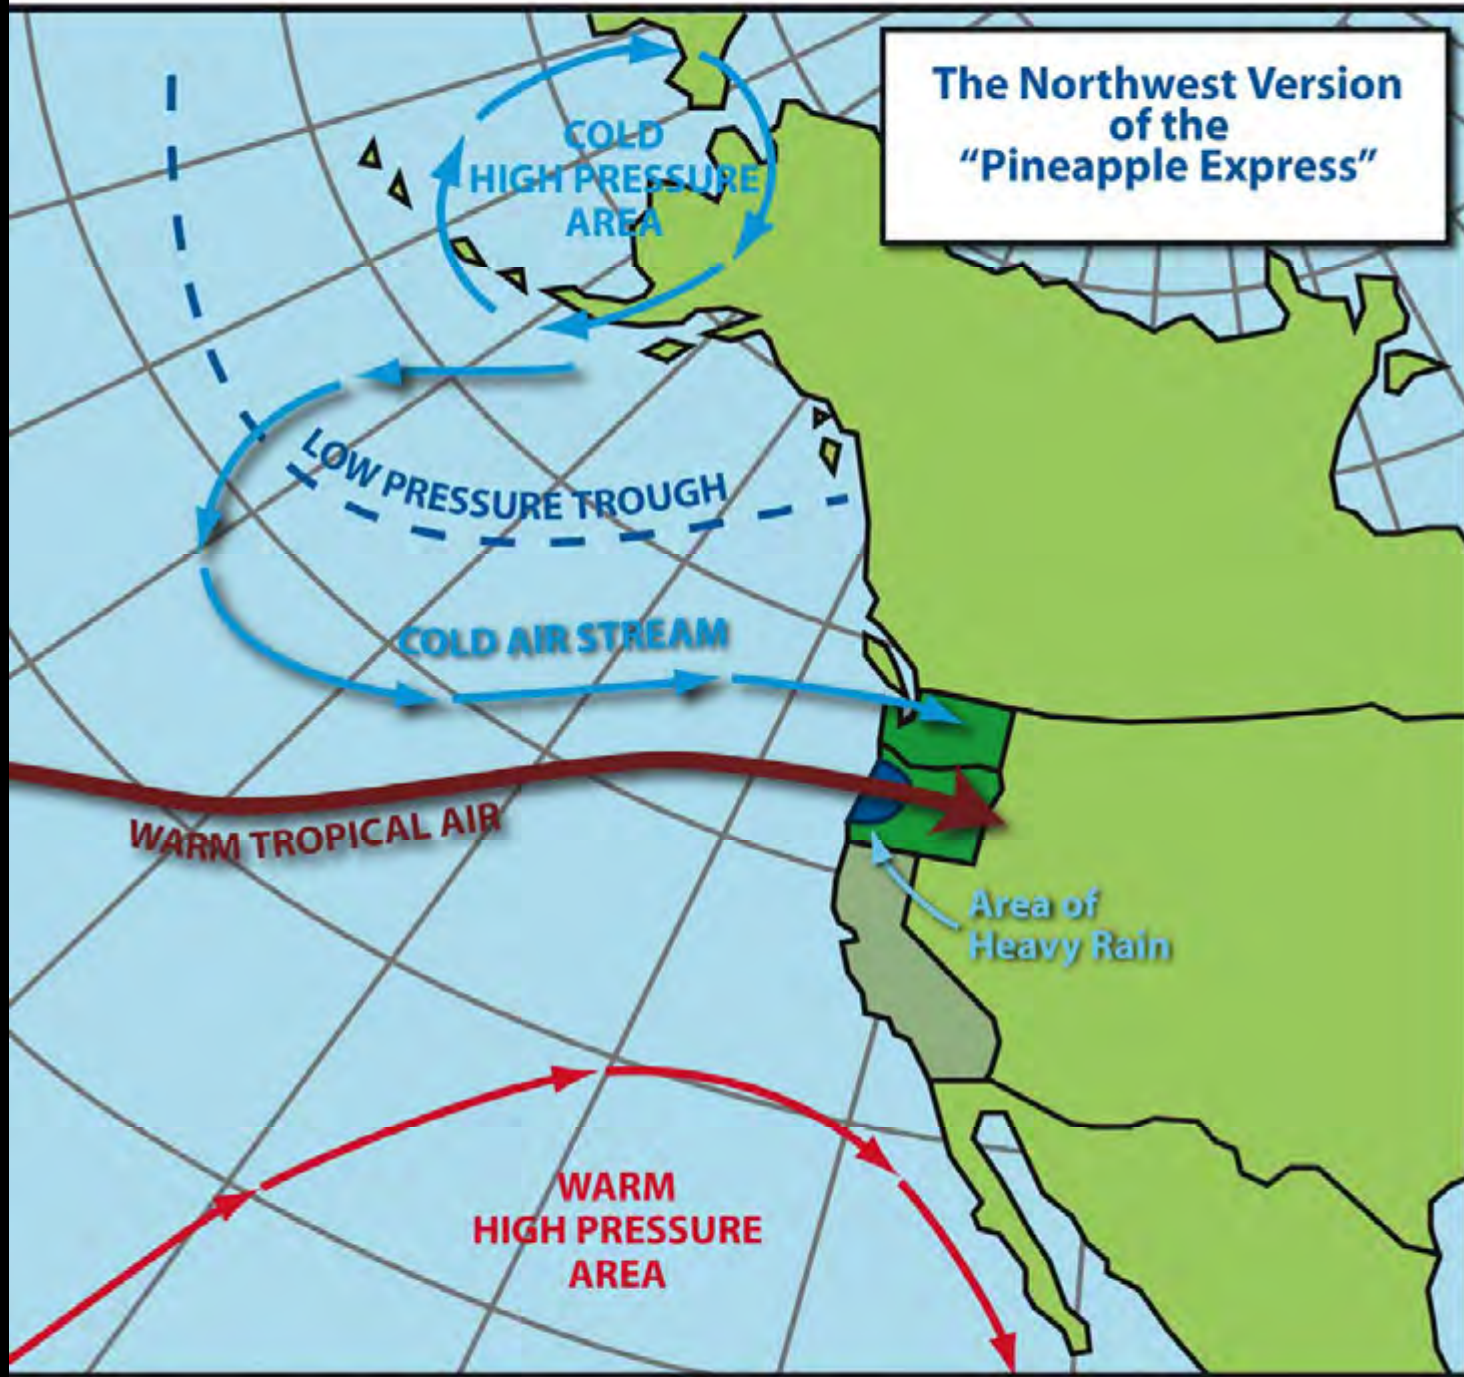 The Northwest Version
of the
“Pineapple Express”
COLD
HIGH PRESSURE
AREA
LOW PRESSURE TROUGH
COLD AIR STREAM
WARM TROPICAL AIR
Area of
Heavy Rain
WARM
HIGH PRESSURE
AREA